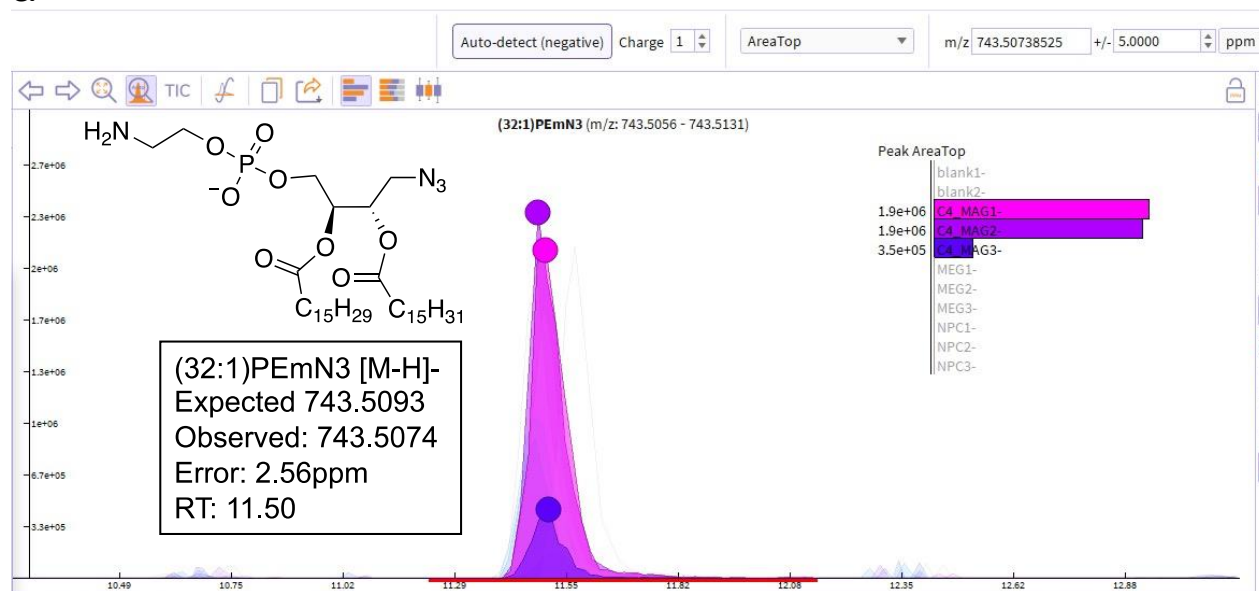 Auto-detect (negative) Charge 1 AreaTop m/z 743.50738525 +/- 5.0000 ppm
TIC
(32:1)PEmN3 (m/z: 743.5056 - 743.5131)
H2N
O
O
P
−O
O
N3
O
O
O
O
C15H29
C15H31
(32:1)PEmN3 [M-H]-
Expected 743.5093
Observed: 743.5074
Error: 2.56ppm
RT: 11.50
Peak AreaTop
blank1-
blank2-
1.9e+06 C4_MAG1-
1.9e+06 C4_MAG2-
3.5e+05 C4_MAG3-
MEG1-
MEG2-
MEG3-
NPC1-
NPC2-
NPC3-
2.7e+06
2.3e+06
2e+06
1.7e+06
1.3e+06
1e+06
6.7e+05
3.3e+05
10.49 10.75 11.02 11.29 11.55 11.82 12.08 12.35 12.62 12.88